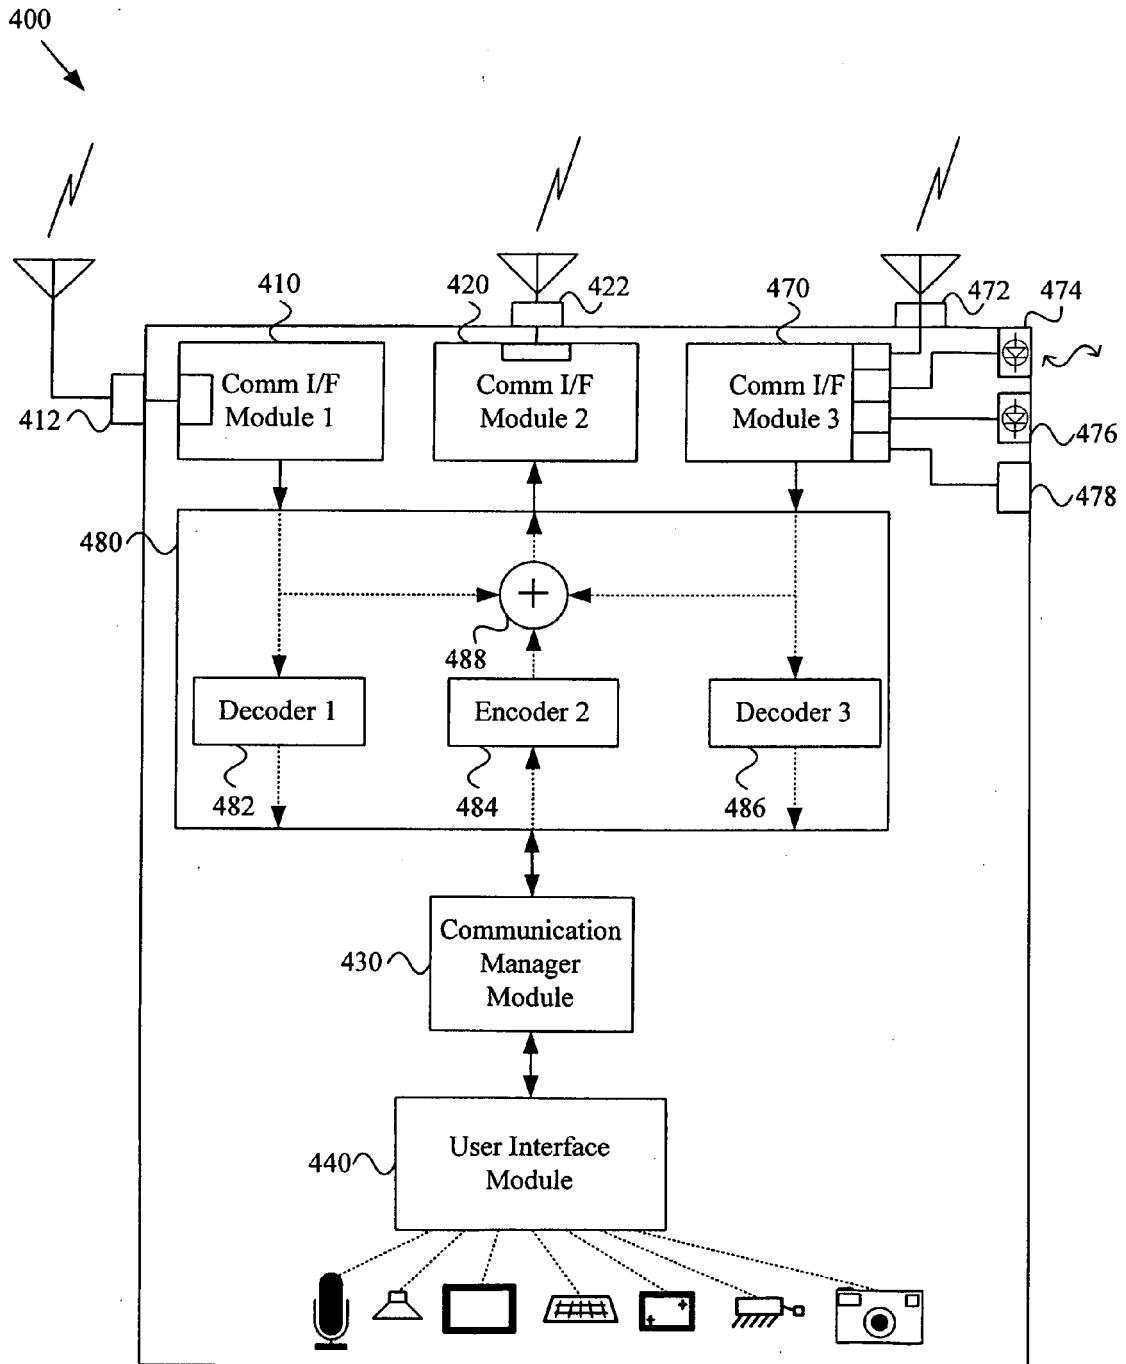 400
410
420
422
470
472
474
Comm I/F
Module 1
Comm I/F
Module 2
Comm I/F
Module 3
412
476
478
480
+
488
Decoder 1
Encoder 2
Decoder 3
482
484
486
Communication
Manager
Module
430
User Interface
Module
440